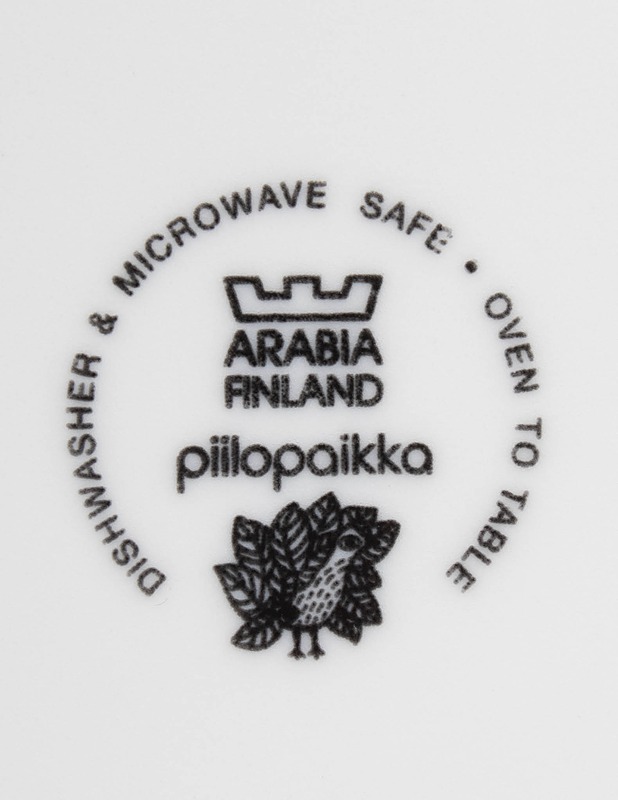 DISHWASHER & MICROWAVE SAFE • OVEN TO TABLE
ARABIA
FINLAND
piilopaikka